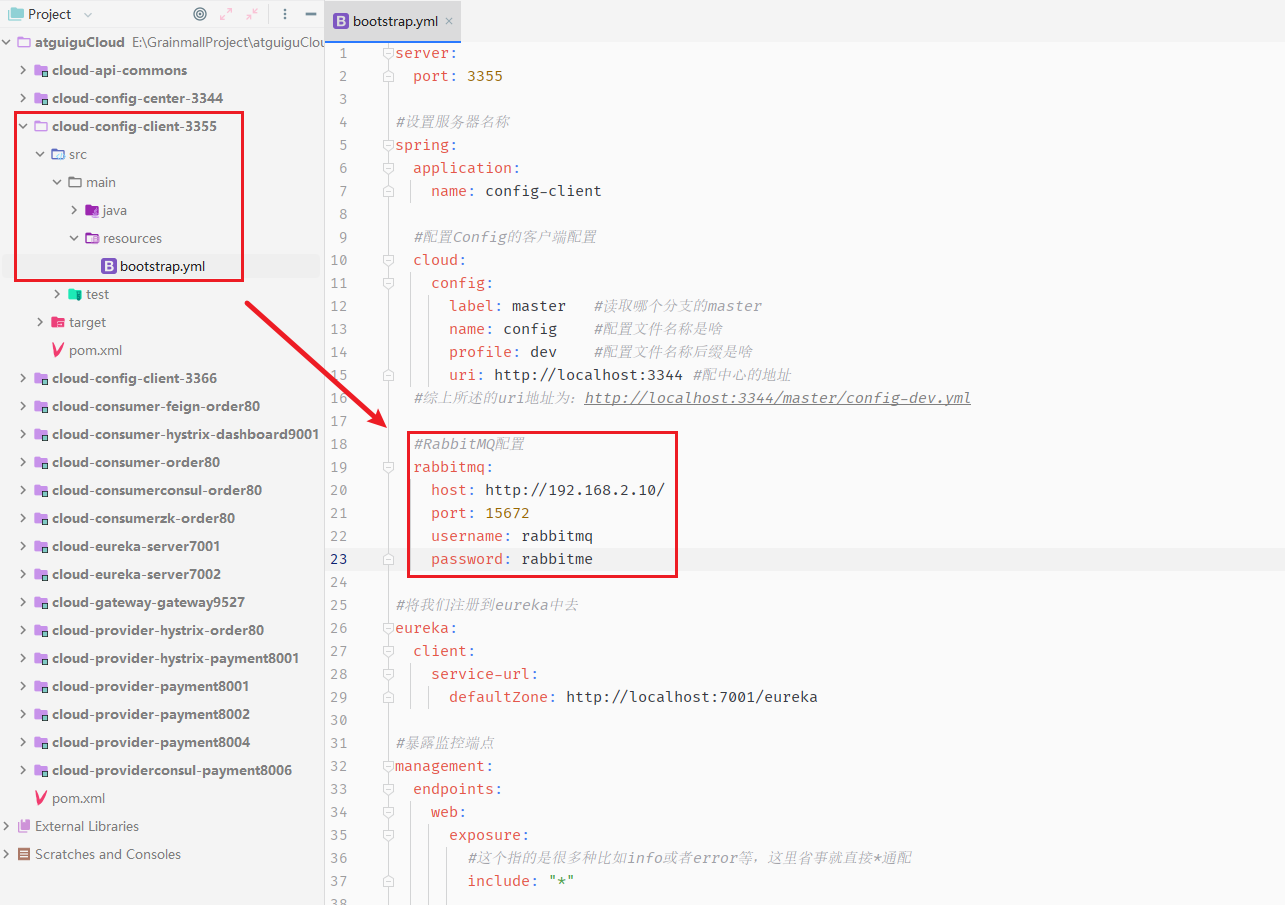 Project
atguiguCloud E:\GrainmallProject\atguiguClou
cloud-api-commons
cloud-config-center-3344
cloud-config-client-3355
src
main
java
resources
bootstrap.yml
test
target
pom.xml
cloud-config-client-3366
cloud-consumer-feign-order80
cloud-consumer-hystrix-dashboard9001
cloud-consumer-order80
cloud-consumerconsul-order80
cloud-consumerzk-order80
cloud-eureka-server7001
cloud-eureka-server7002
cloud-gateway-gateway9527
cloud-provider-hystrix-order80
cloud-provider-hystrix-payment8001
cloud-provider-payment8001
cloud-provider-payment8002
cloud-provider-payment8004
cloud-providerconsul-payment8006
pom.xml
External Libraries
Scratches and Consoles
bootstrap.yml
1 server:
2 port: 3355
3
4 #设置服务器名称
5 spring:
6 application:
7 name: config-client
8
9 #配置Config的客户端配置
10 cloud:
11 config:
12 label: master #读取哪个分支的master
13 name: config #配置文件名称是啥
14 profile: dev #配置文件名称后缀是啥
15 uri: http://localhost:3344 #配中心的地址
16 #综上所述的uri地址为：http://localhost:3344/master/config-dev.yml
17
18 #RabbitMQ配置
19 rabbitmq:
20 host: http://192.168.2.10/
21 port: 15672
22 username: rabbitmq
23 password: rabbitme
24
25 #将我们注册到eureka中去
26 eureka:
27 client:
28 service-url:
29 defaultZone: http://localhost:7001/eureka
30
31 #暴露监控端点
32 management:
33 endpoints:
34 web:
35 exposure:
36 #这个指的是很多种比如info或者error等，这里省事就直接*通配
37 include: "*"
38